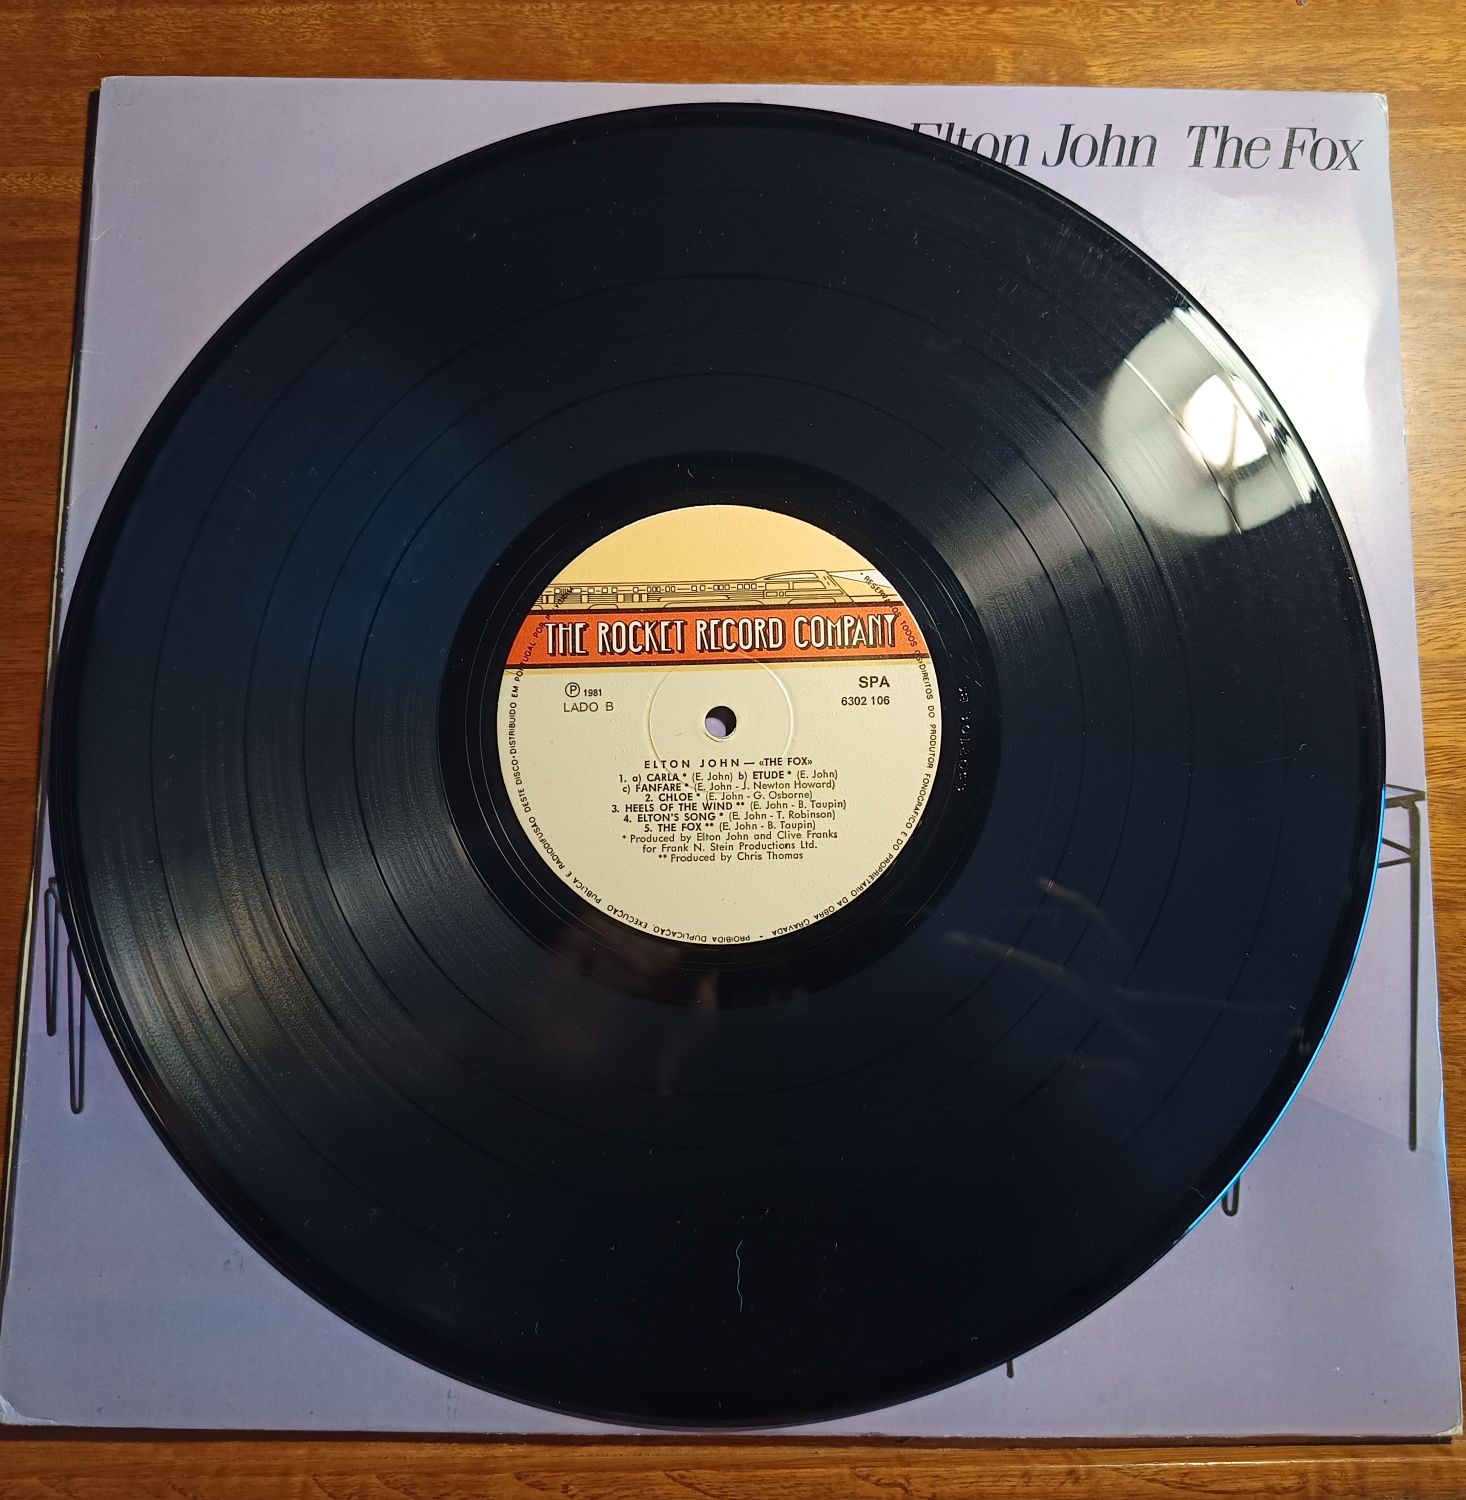 Elton John The Fox
THE ROCKET RECORD COMPANY
Ⓟ 1981
LADO B
SPA
6302 106
ELTON JOHN — «THE FOX»
1. a) CARLA * (E. John) b) ETUDE * (E. John)
c) FANFARE * (E. John - J. Newton Howard)
2. CHLOE * (E. John - G. Osborne)
3. HEELS OF THE WIND ** (E. John - B. Taupin)
4. ELTON'S SONG * (E. John - T. Robinson)
5. THE FOX ** (E. John - B. Taupin)
* Produced by Elton John and Clive Franks
for Frank N. Stein Productions Ltd.
** Produced by Chris Thomas
• RESERVADOS TODOS OS DIREITOS DO PRODUTOR FONOGRÁFICO E DO PROPRIETÁRIO DA OBRA GRAVADA - PROIBIDA DUPLICAÇÃO, EXECUÇÃO PÚBLICA E RADIODIFUSÃO DESTE DISCO • DISTRIBUIDO EM PORTUGAL POR